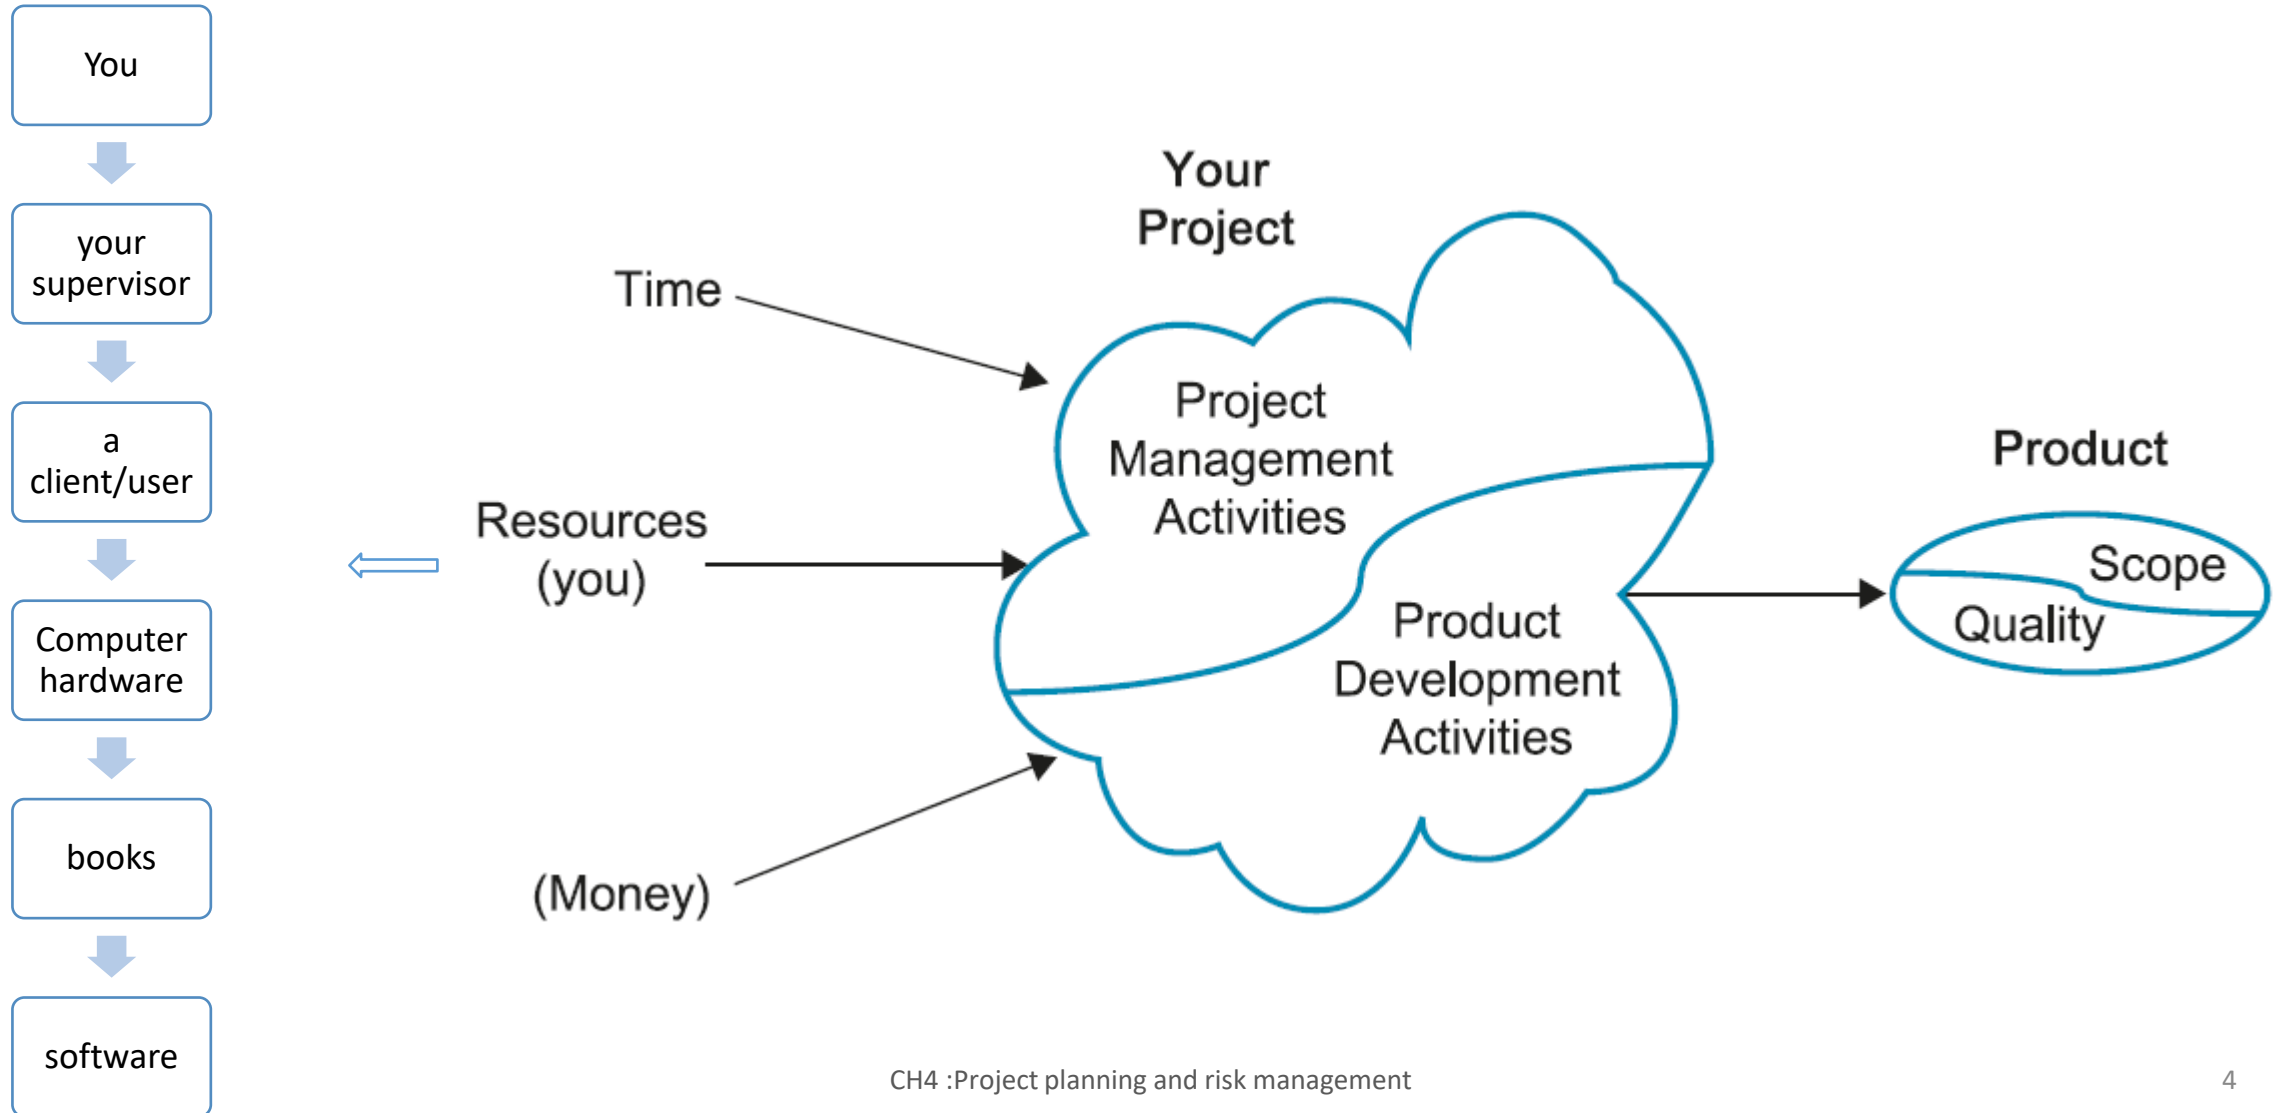 You
your
supervisor
a
client/user
Computer
hardware
books
software
Your
Project
Time
Resources
(you)
(Money)
Project
Management
Activities
Product
Development
Activities
Product
Scope
Quality
CH4 :Project planning and risk management
4